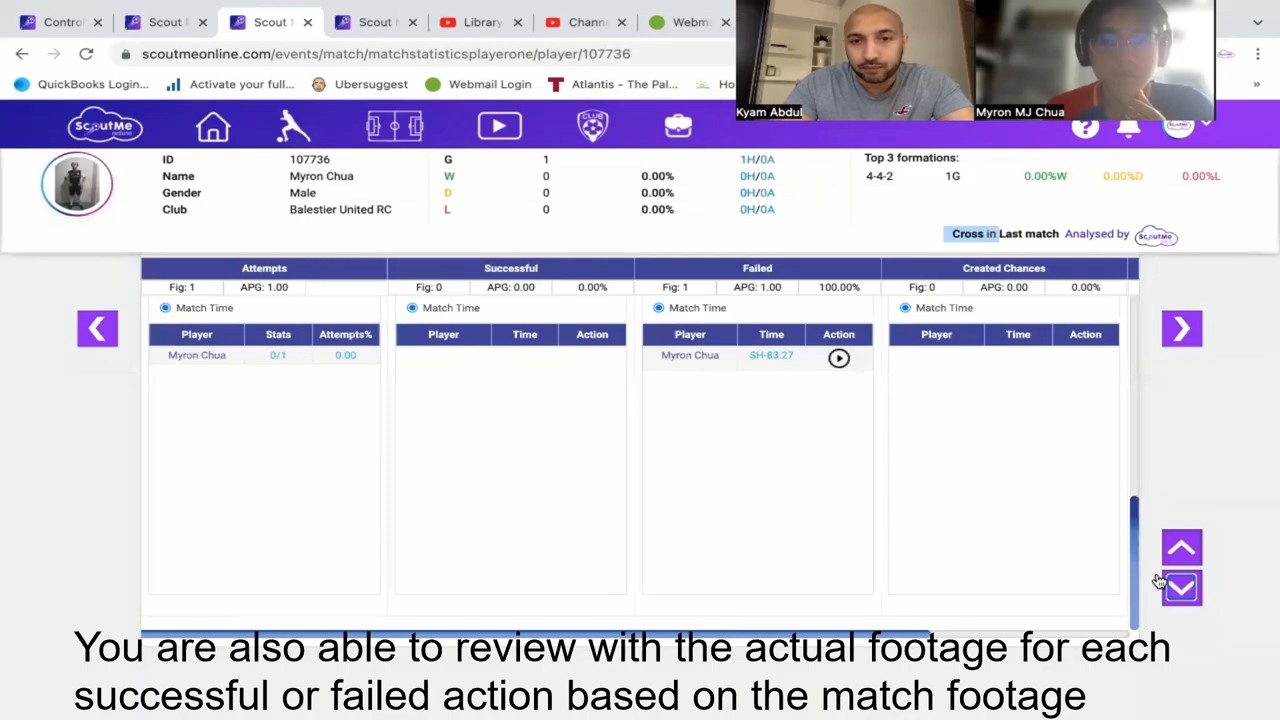 Control
Scout
Scout
Scout
Library
Chann
Webm
scoutmeonline.com/events/match/matchstatisticsplayerone/player/107736
QuickBooks Login...
Activate your full...
Ubersuggest
Webmail Login
Atlantis – The Pal...
Ho
»
Kyam Abdul
Myron MJ Chua
ScoutMe
online
CLUB
ID 107736 G 1 1H/0A Top 3 formations:
Name Myron Chua W 0 0.00% 0H/0A 4-4-2 1G 0.00%W 0.00%D 0.00%L
Gender Male D 0 0.00% 0H/0A
Club Balestier United RC L 0 0.00% 0H/0A
Cross in Last match Analysed by ScoutMe
Attempts Successful Failed Created Chances
Fig: 1 APG: 1.00 Fig: 0 APG: 0.00 0.00% Fig: 1 APG: 1.00 100.00% Fig: 0 APG: 0.00 0.00%
Match Time Match Time Match Time Match Time
Player Stats Attempts% Player Time Action Player Time Action Player Time Action
Myron Chua 0/1 0.00 Myron Chua SH-83:27
You are also able to review with the actual footage for each
successful or failed action based on the match footage